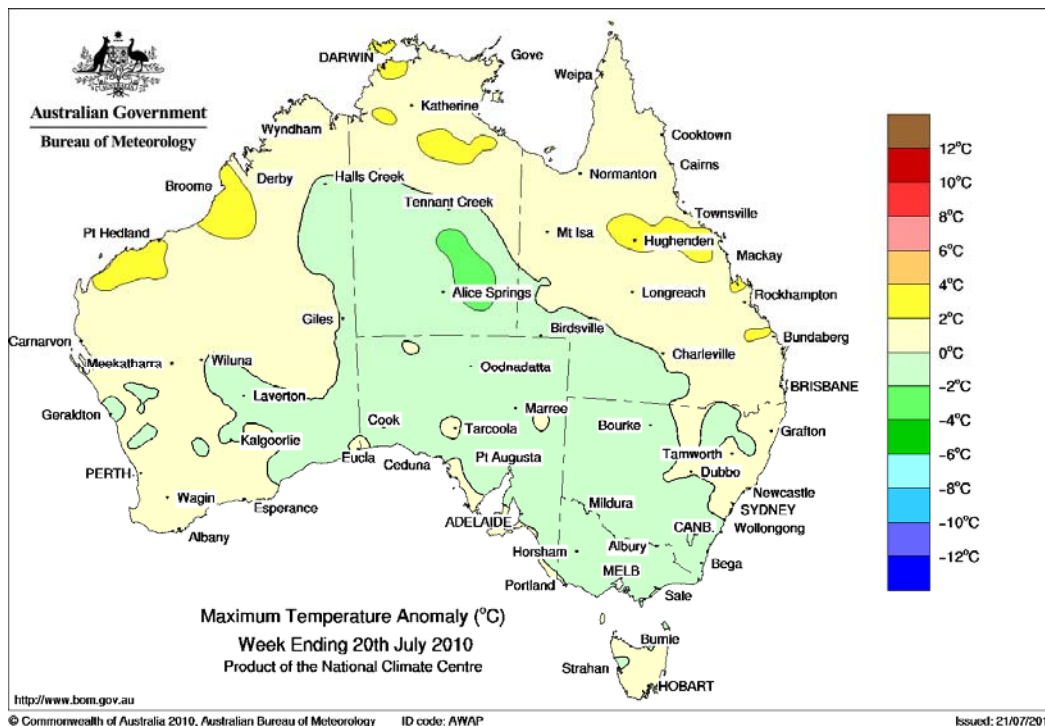 Australian Government
Bureau of Meteorology
DARWIN
Gove
Weipa
Katherine
Wyndham
Cooktown
Cairns
Derby
Halls Creek
Normanton
Broome
Tennant Creek
Townsville
Pt Hedland
Mt Isa
Hughenden
Mackay
Alice Springs
Longreach
Rockhampton
Giles
Birdsville
Bundaberg
Carnarvon
Meekatharra
Wiluna
Charleville
Oodnadatta
Laverton
BRISBANE
Geraldton
Marree
Cook
Tarcoola
Bourke
Grafton
Kalgoorlie
Eucla
Ceduna
Pt Augusta
Tamworth
PERTH
Dubbo
Wagin
Esperance
Mildura
Newcastle
SYDNEY
ADELAIDE
CANB.
Wollongong
Albany
Horsham
Albury
Bega
MELB
Portland
Sale
Burnie
Strahan
HOBART
12°C
10°C
8°C
6°C
4°C
2°C
0°C
-2°C
-4°C
-6°C
-8°C
-10°C
-12°C
Maximum Temperature Anomaly (°C)
Week Ending 20th July 2010
Product of the National Climate Centre
http://www.bom.gov.au
© Commonwealth of Australia 2010, Australian Bureau of Meteorology
ID code: AWAP
Issued: 21/07/201